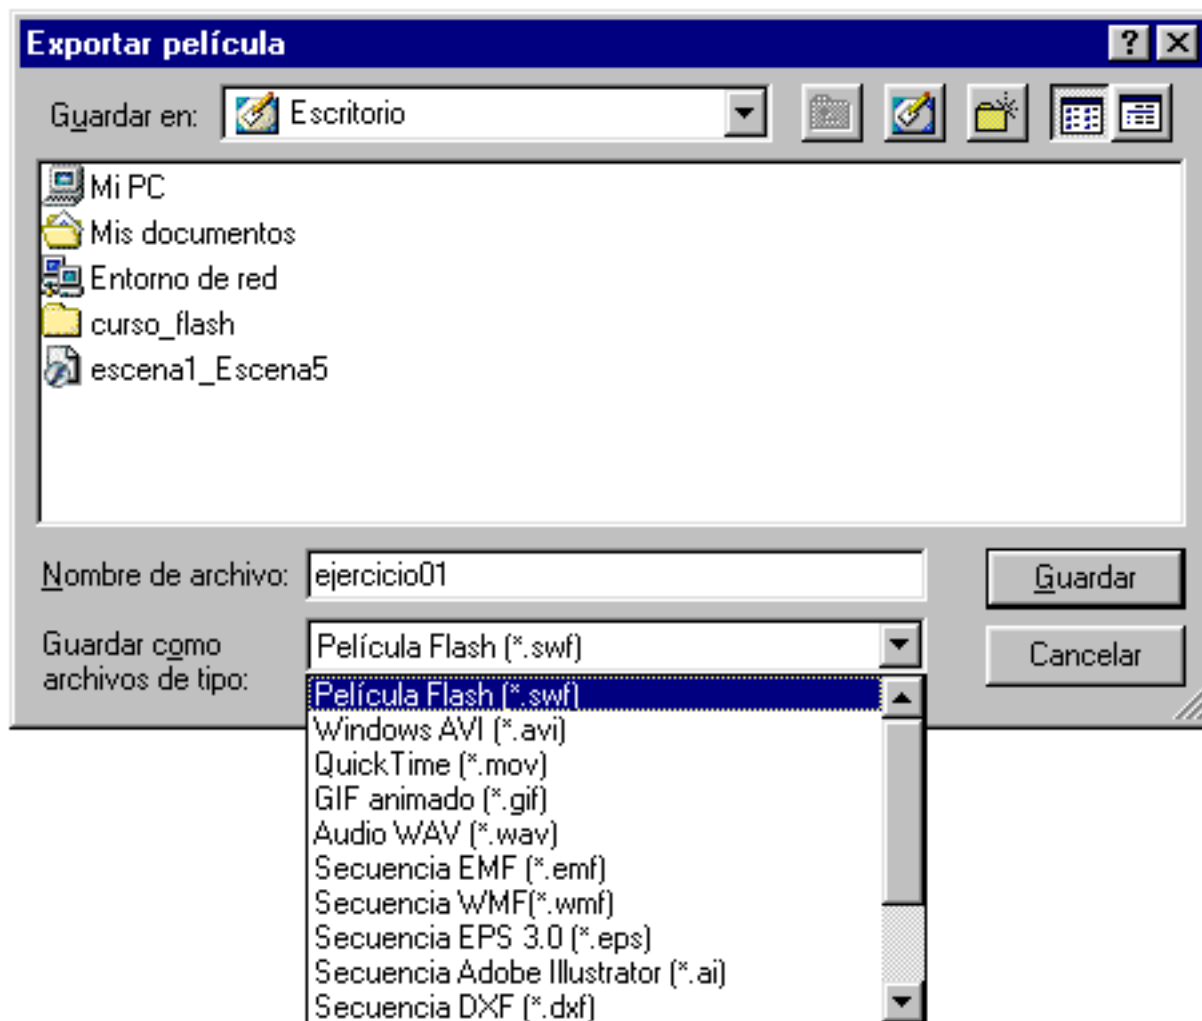 Exportar película
Guardar en: Escritorio
Mi PC
Mis documentos
Entorno de red
curso_flash
escena1_Escena5
Nombre de archivo: ejercicio01 Guardar
Guardar como
archivos de tipo: Película Flash (*.swf) Cancelar
Película Flash (*.swf)
Windows AVI (*.avi)
QuickTime (*.mov)
GIF animado (*.gif)
Audio WAV (*.wav)
Secuencia EMF (*.emf)
Secuencia WMF(*.wmf)
Secuencia EPS 3.0 (*.eps)
Secuencia Adobe Illustrator (*.ai)
Secuencia DXF (*.dxf)